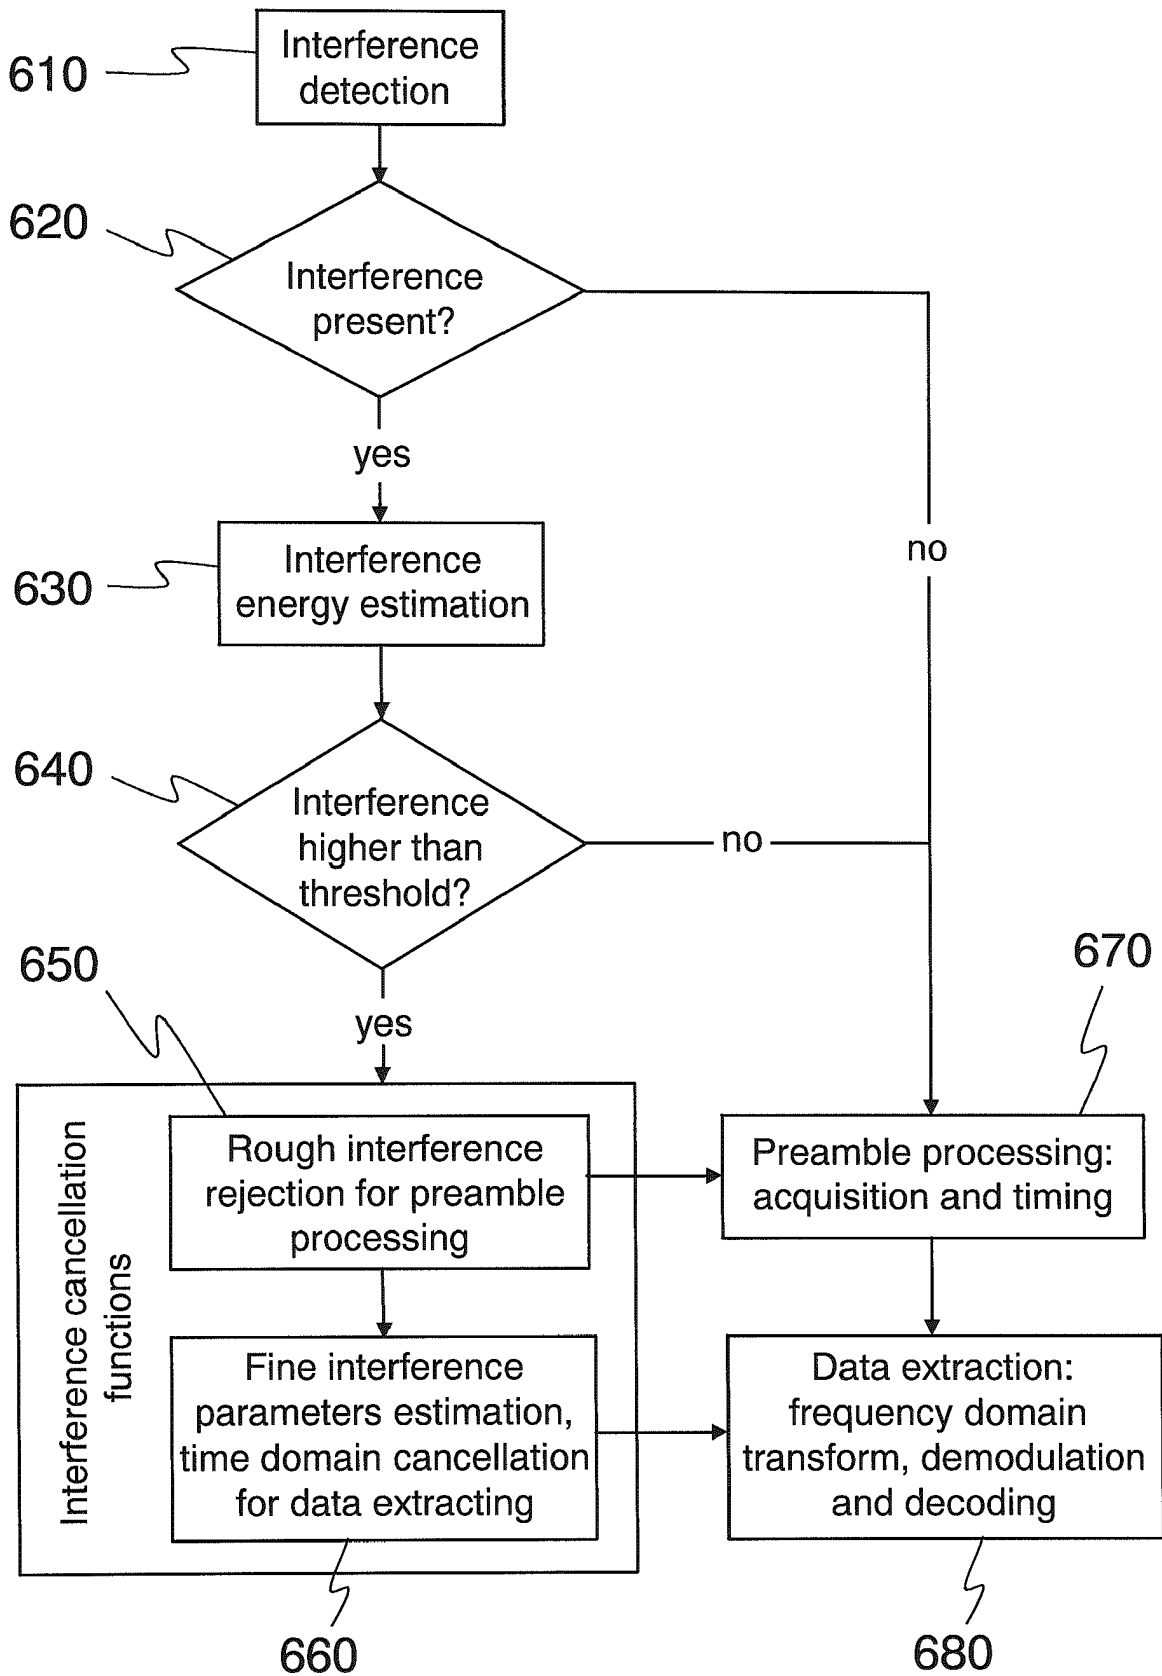 610
Interference
detection
620
Interference
present?
yes
no
630
Interference
energy estimation
640
Interference
higher than
threshold?
no
yes
650
670
Interference cancellation
functions
Rough interference
rejection for preamble
processing
Preamble processing:
acquisition and timing
Fine interference
parameters estimation,
time domain cancellation
for data extracting
Data extraction:
frequency domain
transform, demodulation
and decoding
660
680